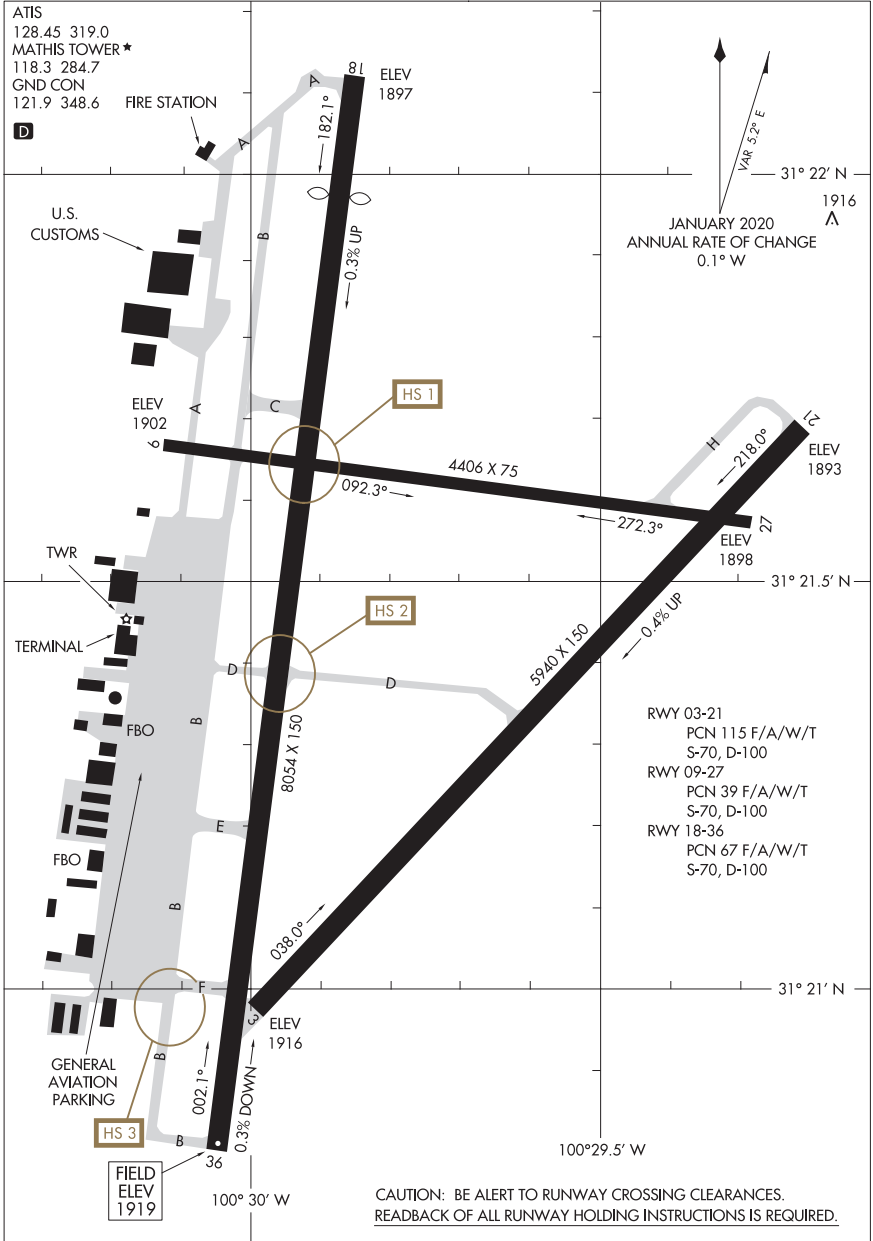 ATIS
128.45 319.0
MATHIS TOWER ★
118.3 284.7
GND CON
121.9 348.6
D
FIRE STATION
A
18
ELEV
1897
182.1°
A
VAR 5.2° E
31° 22' N
1916
JANUARY 2020
ANNUAL RATE OF CHANGE
0.1° W
U.S.
CUSTOMS
B
0.3% UP
HS 1
ELEV
1902
A
C
9
092.3°
4406 X 75
272.3°
H
218.0°
21
ELEV
1893
27
ELEV
1898
TWR
31° 21.5' N
HS 2
0.4% UP
TERMINAL
D
D
5940 X 150
B
FBO
8054 X 150
RWY 03-21
PCN 115 F/A/W/T
S-70, D-100
RWY 09-27
PCN 39 F/A/W/T
S-70, D-100
RWY 18-36
PCN 67 F/A/W/T
S-70, D-100
E
FBO
B
038.0°
F
31° 21' N
3
ELEV
1916
GENERAL
AVIATION
PARKING
B
002.1°
0.3% DOWN
HS 3
B
36
FIELD
ELEV
1919
100° 30' W
100° 29.5' W
CAUTION: BE ALERT TO RUNWAY CROSSING CLEARANCES.
READBACK OF ALL RUNWAY HOLDING INSTRUCTIONS IS REQUIRED.